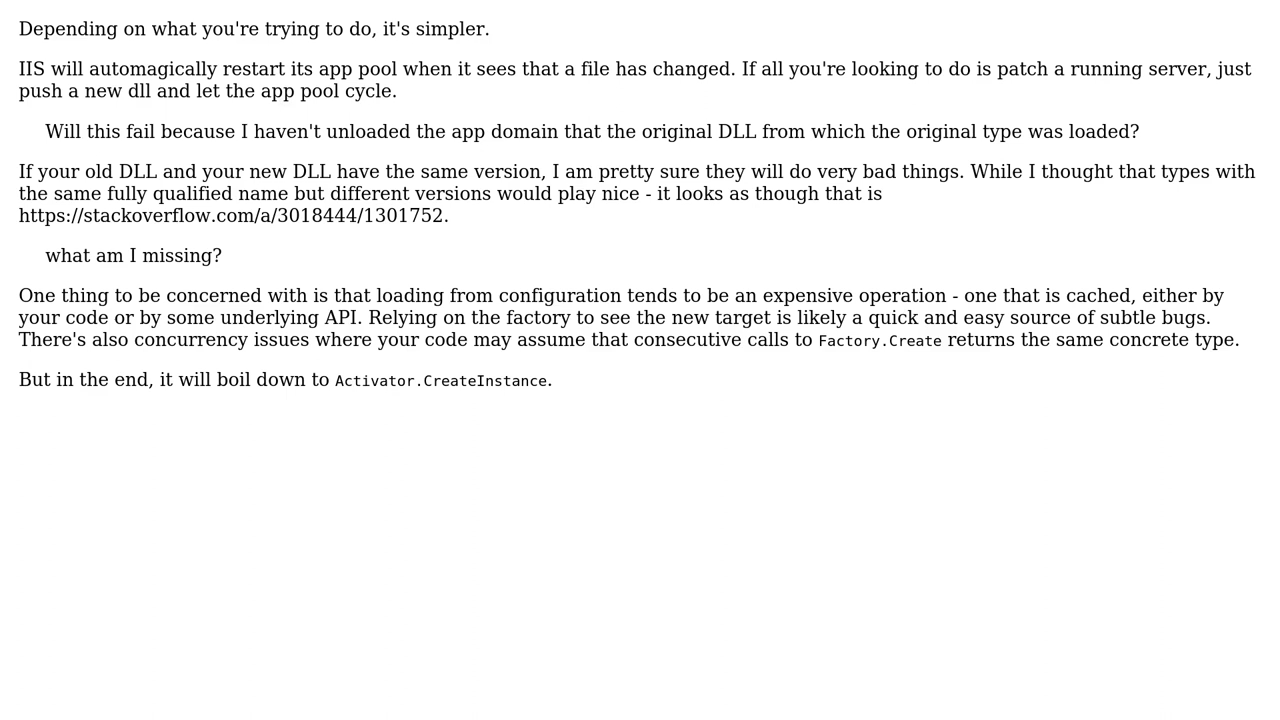 Depending on what you're trying to do, it's simpler.
IIS will automagically restart its app pool when it sees that a file has changed. If all you're looking to do is patch a running server, just
push a new dll and let the app pool cycle.
Will this fail because I haven't unloaded the app domain that the original DLL from which the original type was loaded?
If your old DLL and your new DLL have the same version, I am pretty sure they will do very bad things. While I thought that types with
the same fully qualified name but different versions would play nice - it looks as though that is
https://stackoverflow.com/a/3018444/1301752.
what am I missing?
One thing to be concerned with is that loading from configuration tends to be an expensive operation - one that is cached, either by
your code or by some underlying API. Relying on the factory to see the new target is likely a quick and easy source of subtle bugs.
There's also concurrency issues where your code may assume that consecutive calls to Factory.Create returns the same concrete type.
But in the end, it will boil down to Activator.CreateInstance.